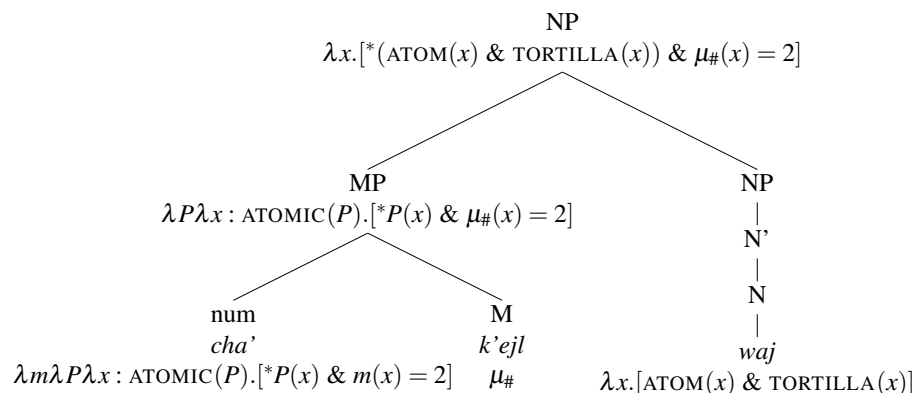 NP
λx.[*(ATOM(x) & TORTILLA(x)) & μ#(x) = 2]
MP NP
λPλx : ATOMIC(P).[*P(x) & μ#(x) = 2]
N'
num M N
cha' k'ejl waj
λmλPλx : ATOMIC(P).[*P(x) & m(x) = 2] μ# λx.[ATOM(x) & TORTILLA(x)]